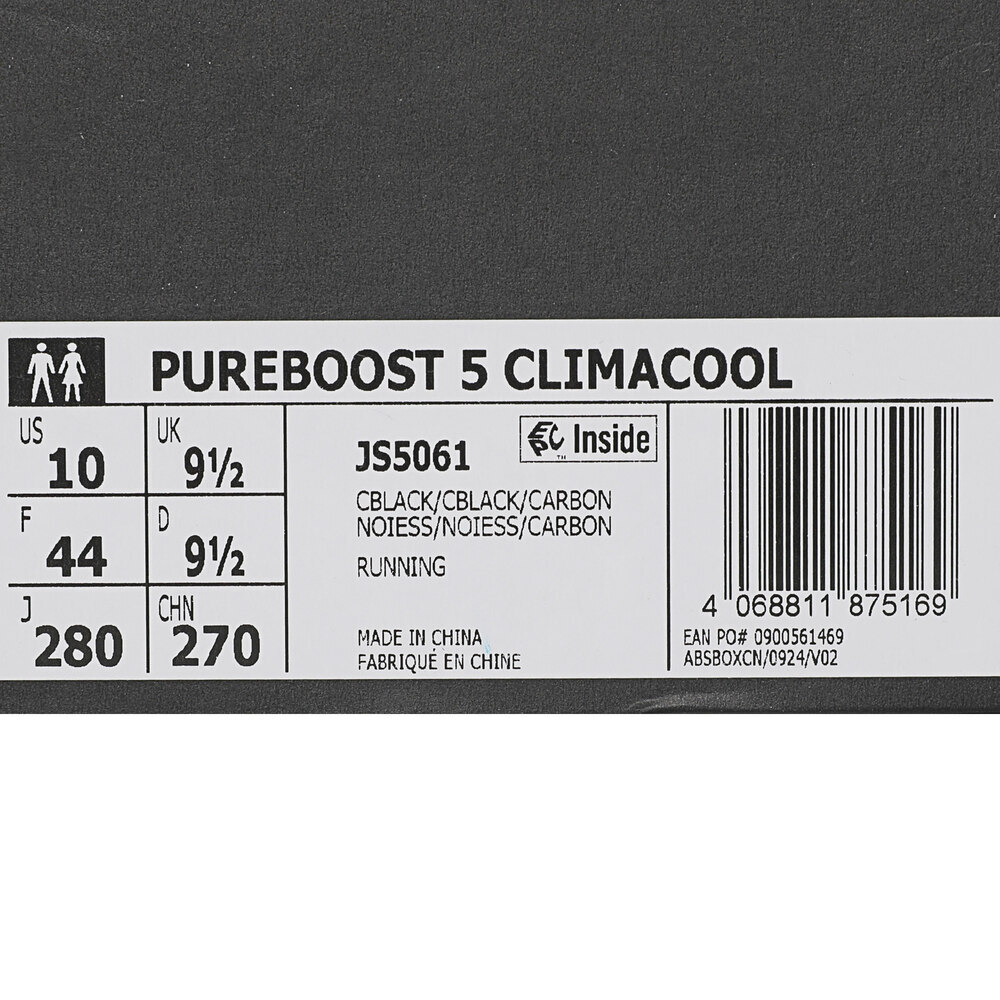 PUREBOOST 5 CLIMACOOL
US 10
UK 9½
F 44
D 9½
J 280
CHN 270
JS5061
EPC™ Inside
CBLACK/CBLACK/CARBON
NOIESS/NOIESS/CARBON
RUNNING
MADE IN CHINA
FABRIQUÉ EN CHINE
4 068811 875169
EAN PO# 0900561469
ABSBOXCN/0924/V02